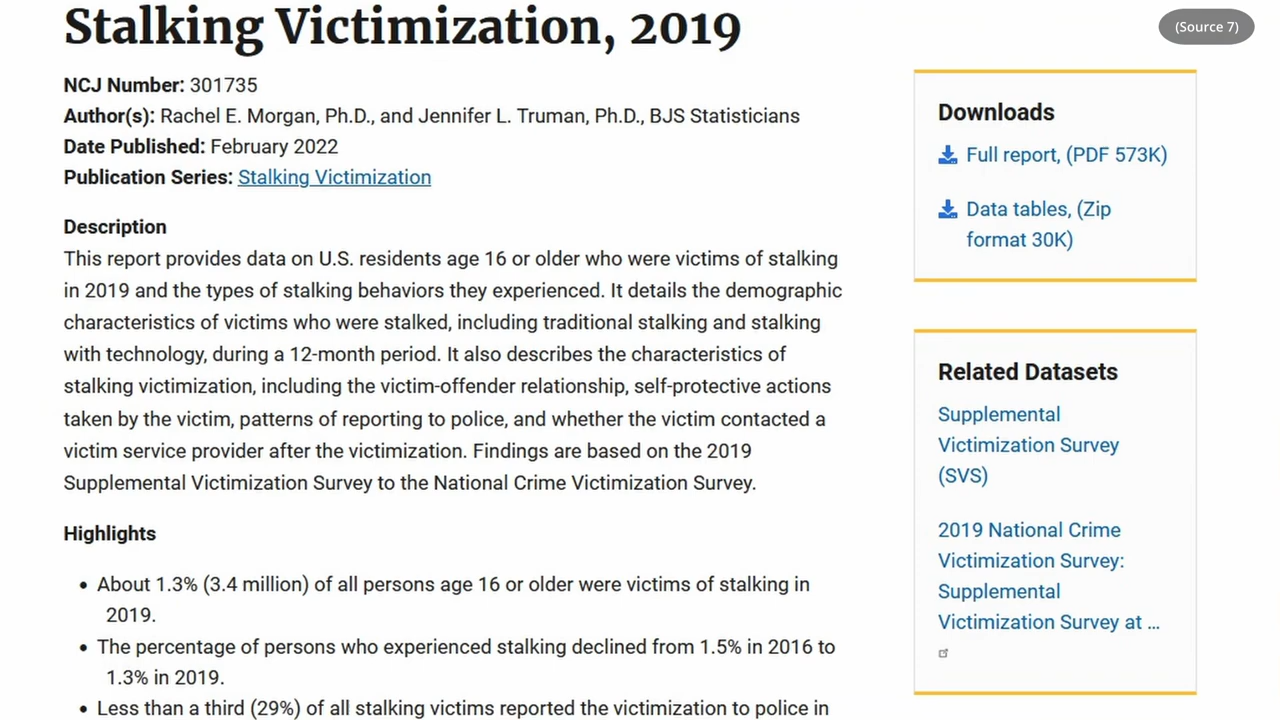 Stalking Victimization, 2019
(Source 7)
NCJ Number: 301735
Author(s): Rachel E. Morgan, Ph.D., and Jennifer L. Truman, Ph.D., BJS Statisticians
Date Published: February 2022
Publication Series: Stalking Victimization
Description
This report provides data on U.S. residents age 16 or older who were victims of stalking
in 2019 and the types of stalking behaviors they experienced. It details the demographic
characteristics of victims who were stalked, including traditional stalking and stalking
with technology, during a 12-month period. It also describes the characteristics of
stalking victimization, including the victim-offender relationship, self-protective actions
taken by the victim, patterns of reporting to police, and whether the victim contacted a
victim service provider after the victimization. Findings are based on the 2019
Supplemental Victimization Survey to the National Crime Victimization Survey.
Highlights
• About 1.3% (3.4 million) of all persons age 16 or older were victims of stalking in
2019.
• The percentage of persons who experienced stalking declined from 1.5% in 2016 to
1.3% in 2019.
• Less than a third (29%) of all stalking victims reported the victimization to police in
Downloads
Full report, (PDF 573K)
Data tables, (Zip
format 30K)
Related Datasets
Supplemental
Victimization Survey
(SVS)
2019 National Crime
Victimization Survey:
Supplemental
Victimization Survey at ...